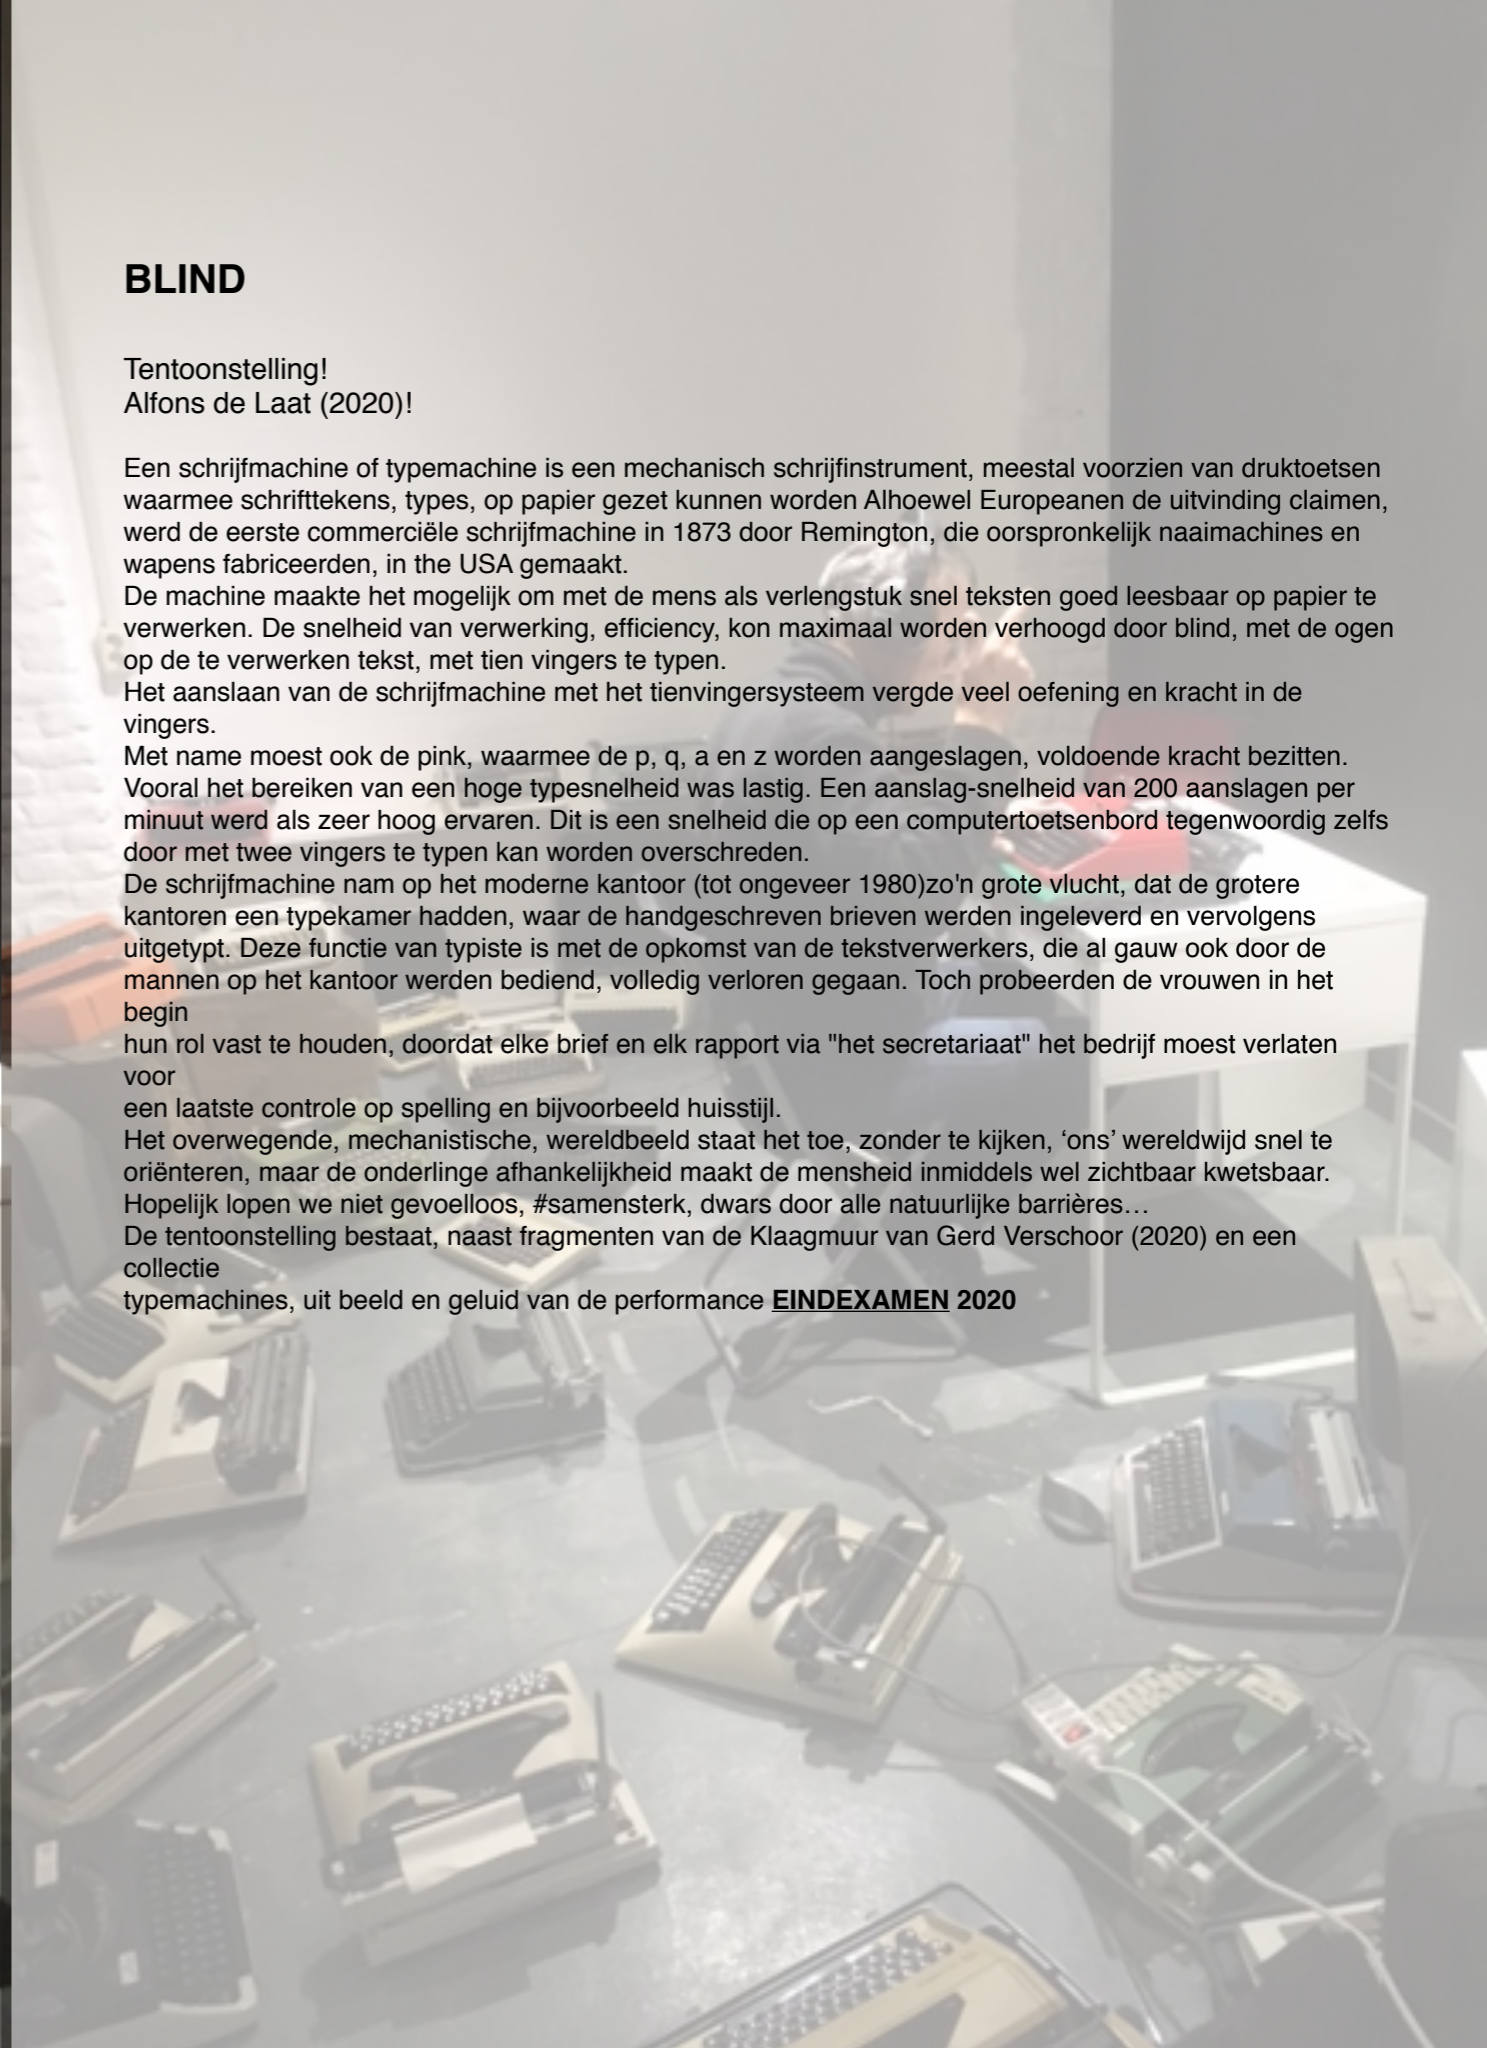 BLIND
Tentoonstelling!
Alfons de Laat (2020)!
Een schrijfmachine of typemachine is een mechanisch schrijfinstrument, meestal voorzien van druktoetsen
waarmee schrifttekens, types, op papier gezet kunnen worden Alhoewel Europeanen de uitvinding claimen,
werd de eerste commerciële schrijfmachine in 1873 door Remington, die oorspronkelijk naaimachines en
wapens fabriceerden, in the USA gemaakt.
De machine maakte het mogelijk om met de mens als verlengstuk snel teksten goed leesbaar op papier te
verwerken. De snelheid van verwerking, efficiency, kon maximaal worden verhoogd door blind, met de ogen
op de te verwerken tekst, met tien vingers te typen.
Het aanslaan van de schrijfmachine met het tienvingersysteem vergde veel oefening en kracht in de
vingers.
Met name moest ook de pink, waarmee de p, q, a en z worden aangeslagen, voldoende kracht bezitten.
Vooral het bereiken van een hoge typesnelheid was lastig. Een aanslag-snelheid van 200 aanslagen per
minuut werd als zeer hoog ervaren. Dit is een snelheid die op een computertoetsenbord tegenwoordig zelfs
door met twee vingers te typen kan worden overschreden.
De schrijfmachine nam op het moderne kantoor (tot ongeveer 1980)zo'n grote vlucht, dat de grotere
kantoren een typekamer hadden, waar de handgeschreven brieven werden ingeleverd en vervolgens
uitgetypt. Deze functie van typiste is met de opkomst van de tekstverwerkers, die al gauw ook door de
mannen op het kantoor werden bediend, volledig verloren gegaan. Toch probeerden de vrouwen in het
begin
hun rol vast te houden, doordat elke brief en elk rapport via "het secretariaat" het bedrijf moest verlaten
voor
een laatste controle op spelling en bijvoorbeeld huisstijl.
Het overwegende, mechanistische, wereldbeeld staat het toe, zonder te kijken, ‘ons’ wereldwijd snel te
oriënteren, maar de onderlinge afhankelijkheid maakt de mensheid inmiddels wel zichtbaar kwetsbaar.
Hopelijk lopen we niet gevoelloos, #samensterk, dwars door alle natuurlijke barrières…
De tentoonstelling bestaat, naast fragmenten van de Klaagmuur van Gerd Verschoor (2020) en een
collectie
typemachines, uit beeld en geluid van de performance EINDEXAMEN 2020